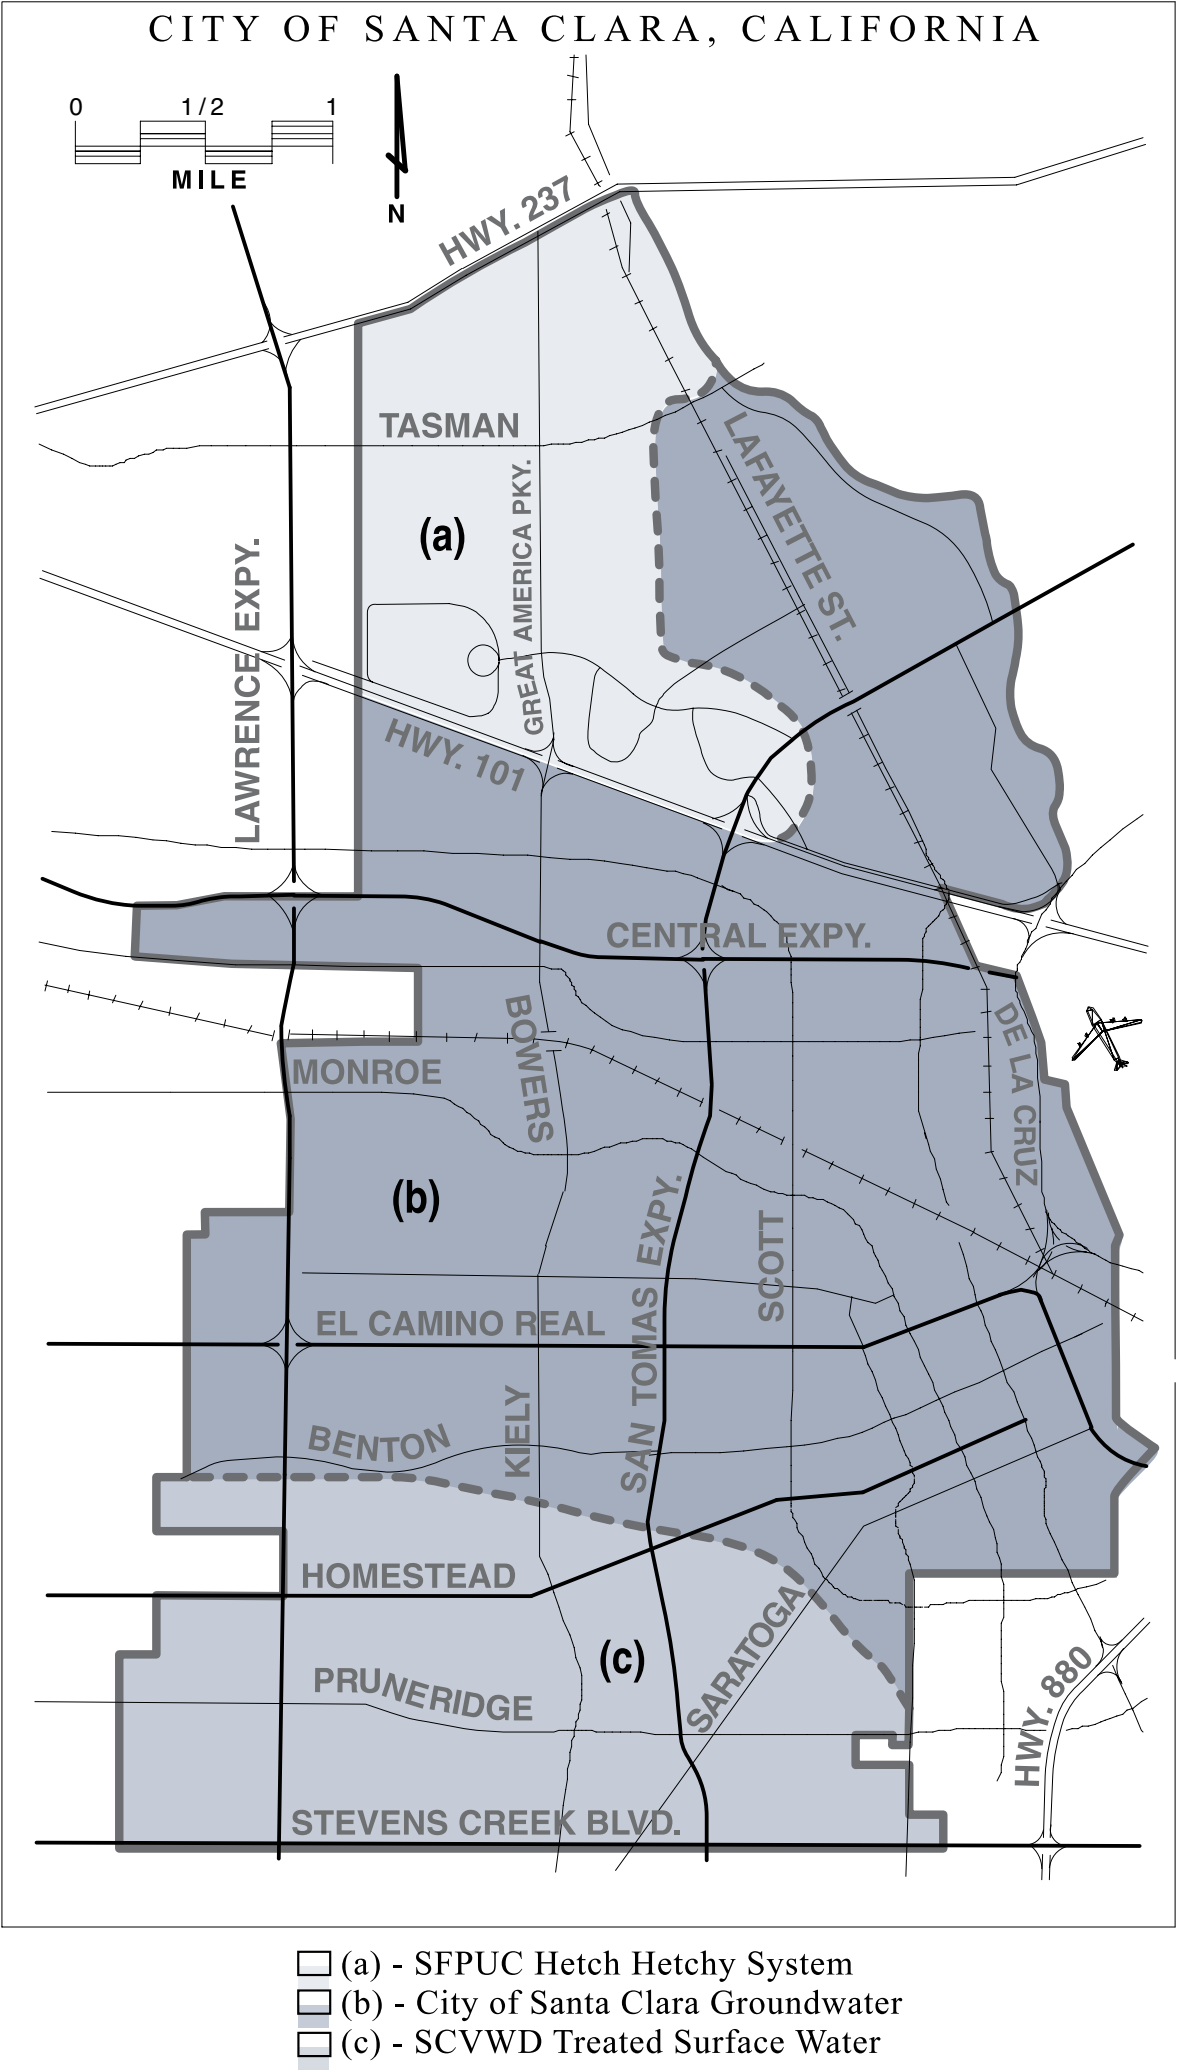 CITY OF SANTA CLARA, CALIFORNIA
0 1/2 1
MILE
N
HWY. 237
TASMAN
LAFAYETTE ST.
GREAT AMERICA PKY.
(a)
LAWRENCE EXPY.
HWY. 101
CENTRAL EXPY.
BOWERS
DE LA CRUZ
MONROE
(b)
SAN TOMAS EXPY.
SCOTT
EL CAMINO REAL
KIELY
BENTON
HOMESTEAD
SARATOGA
(c)
PRUNERIDGE
HWY. 880
STEVENS CREEK BLVD.
(a) - SFPUC Hetch Hetchy System
(b) - City of Santa Clara Groundwater
(c) - SCVWD Treated Surface Water